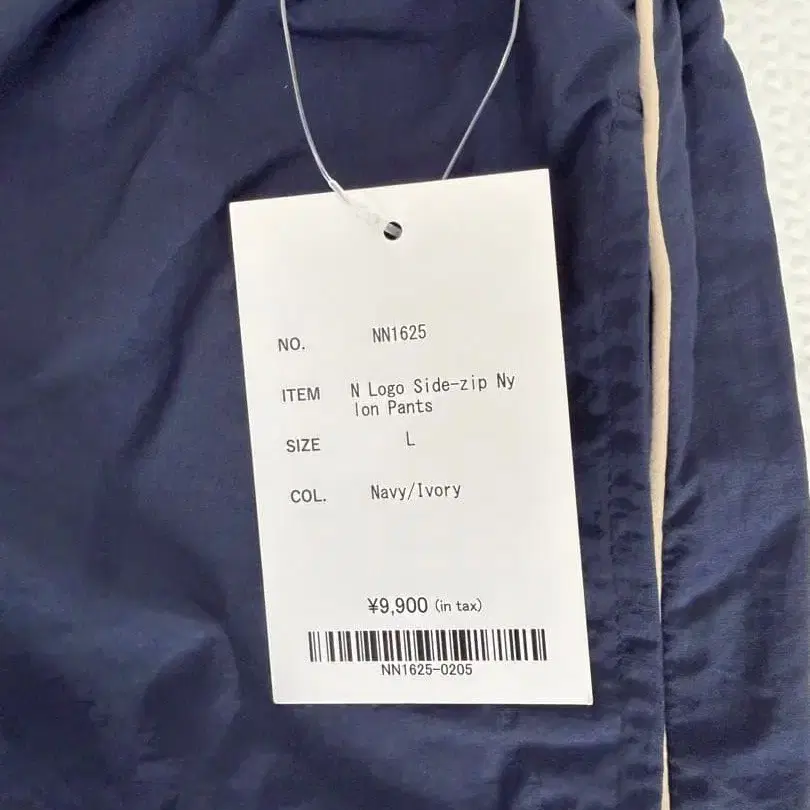 NO. NN1625
ITEM N Logo Side-zip Ny
lon Pants
SIZE L
COL. Navy/Ivory
¥9,900 (in tax)
NN1625-0205